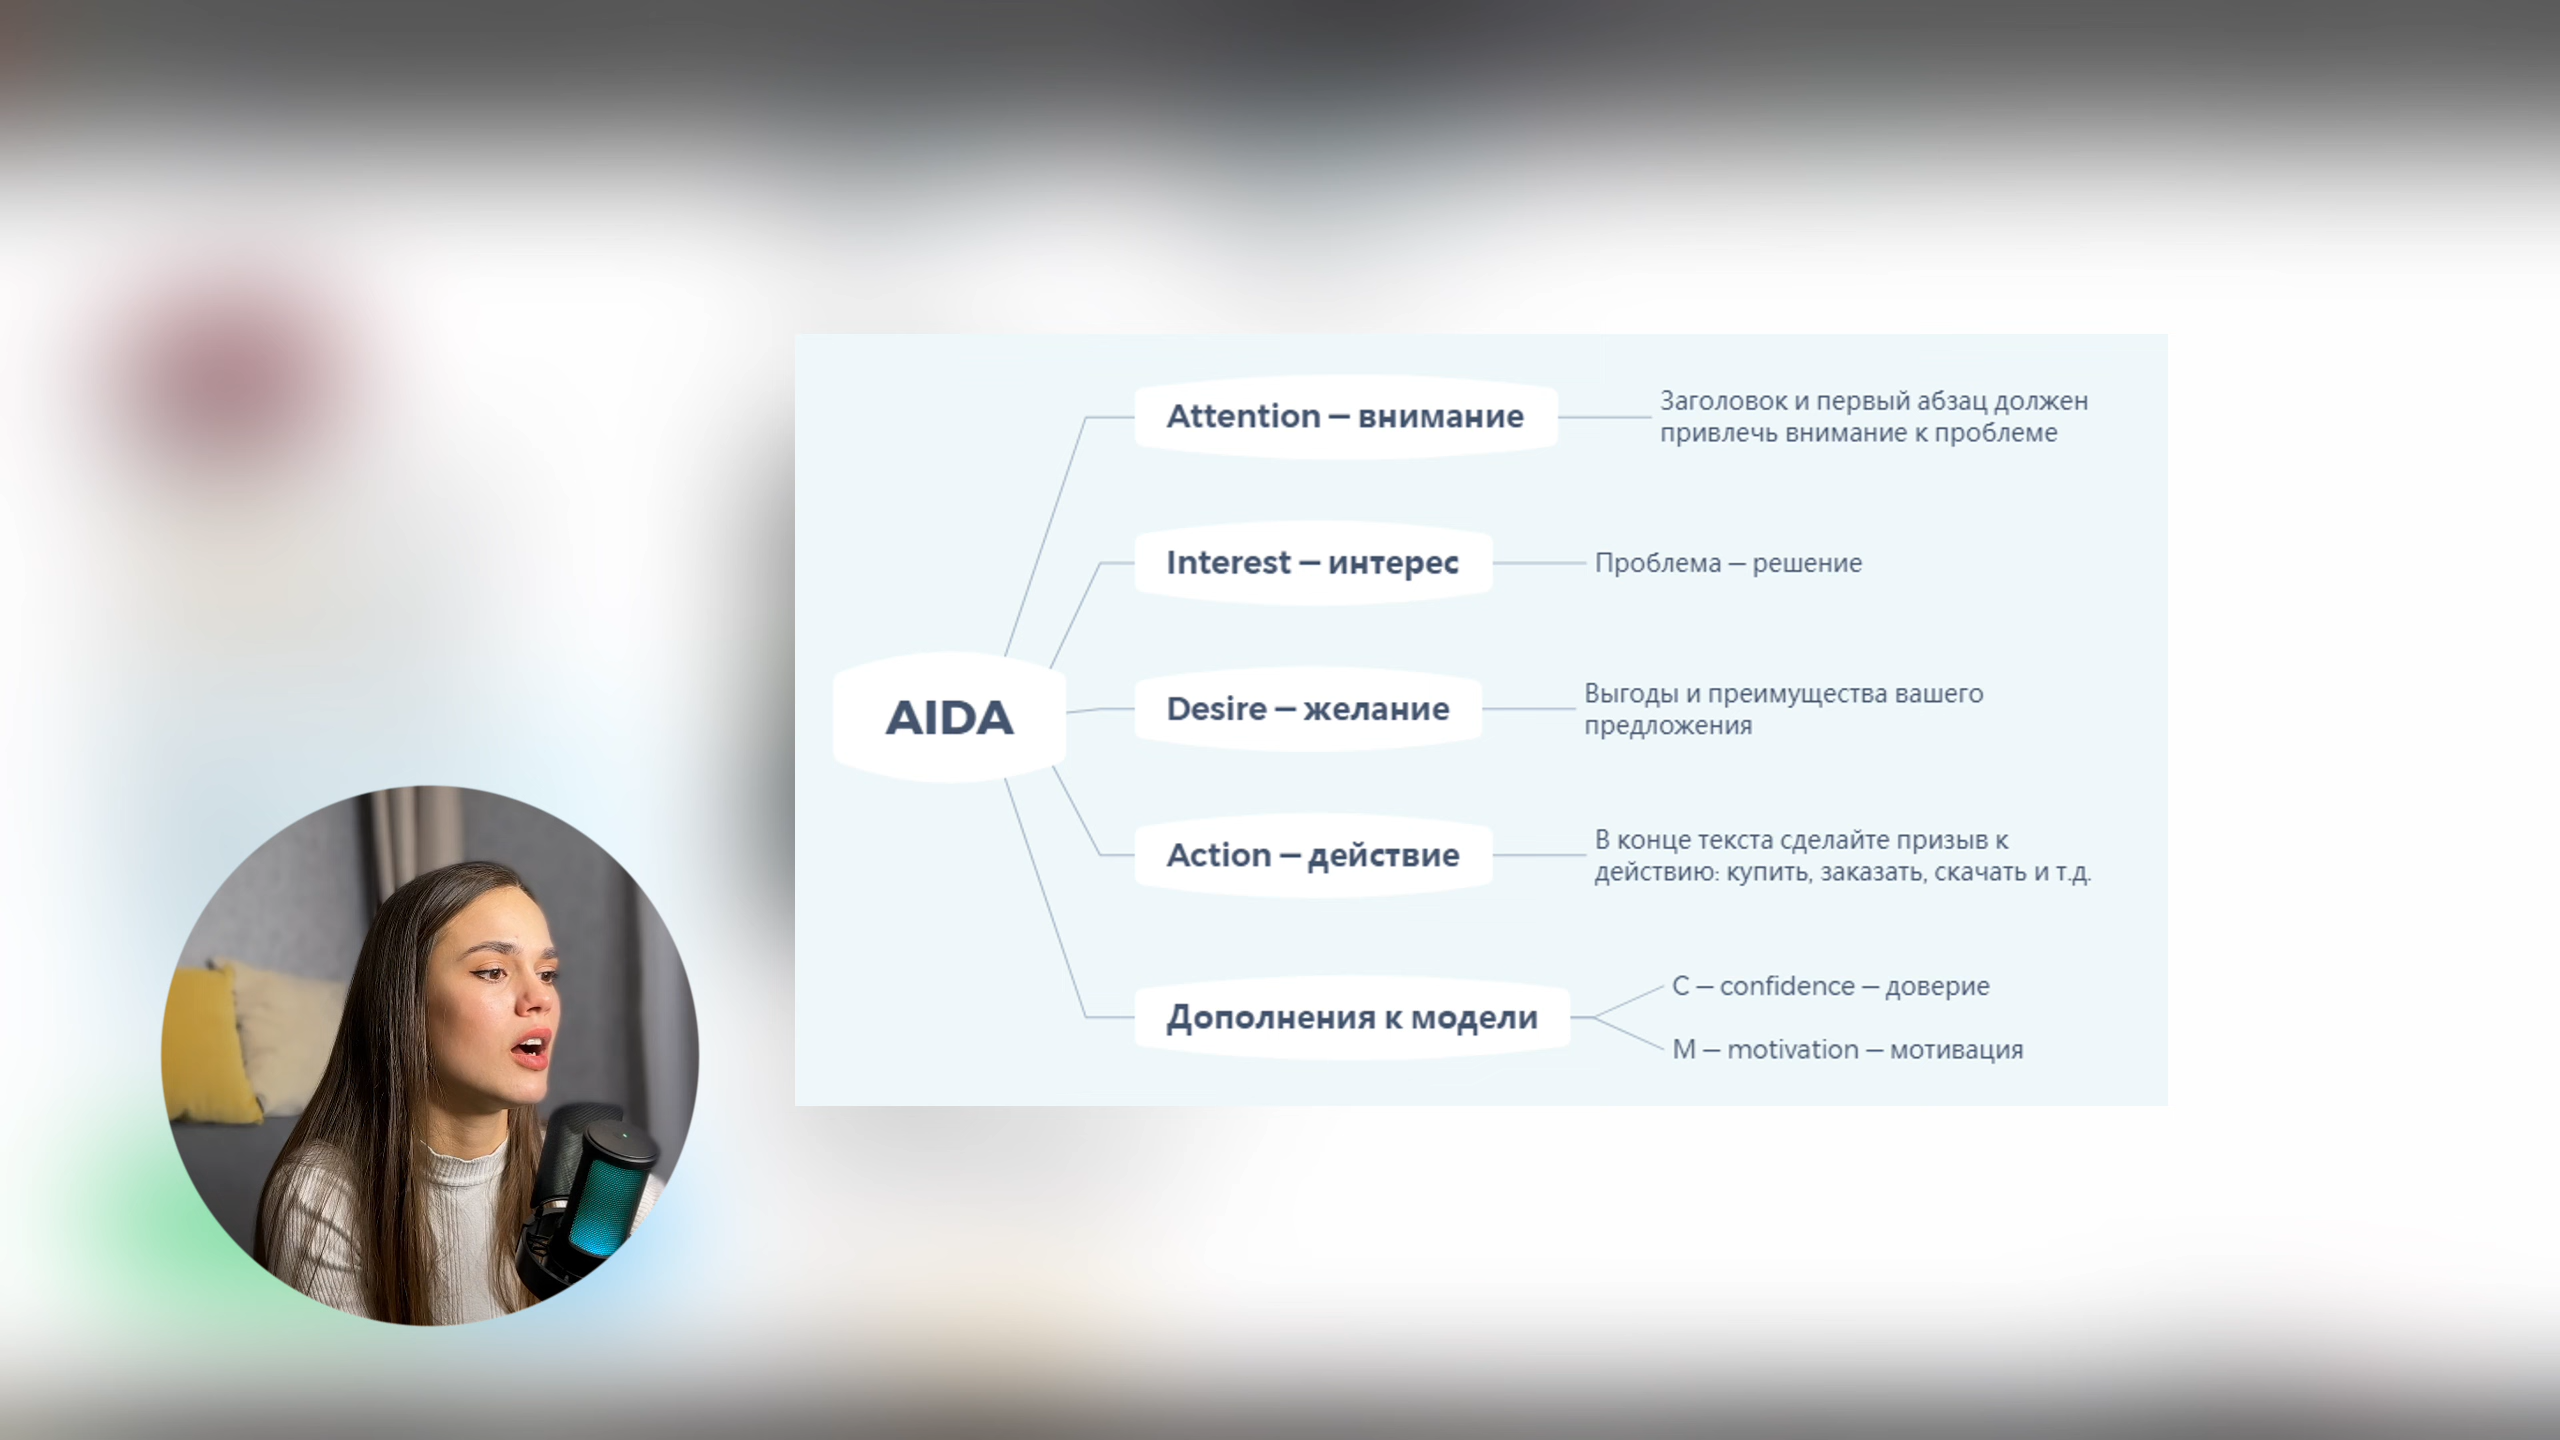 Attention — внимание
Заголовок и первый абзац должен
привлечь внимание к проблеме
Interest — интерес
Проблема — решение
AIDA
Desire — желание
Выгоды и преимущества вашего
предложения
Action — действие
В конце текста сделайте призыв к
действию: купить, заказать, скачать и т.д.
Дополнения к модели
C — confidence — доверие
M — motivation — мотивация